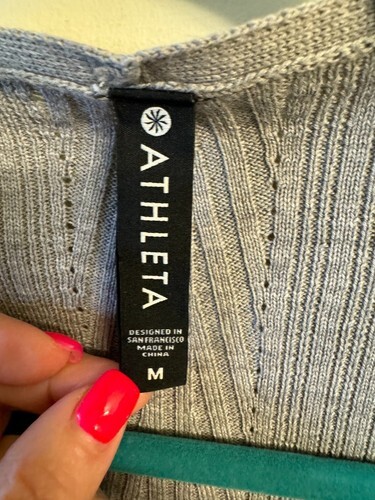 ATHLETA
DESIGNED IN
SAN FRANCISCO
MADE IN
CHINA
M